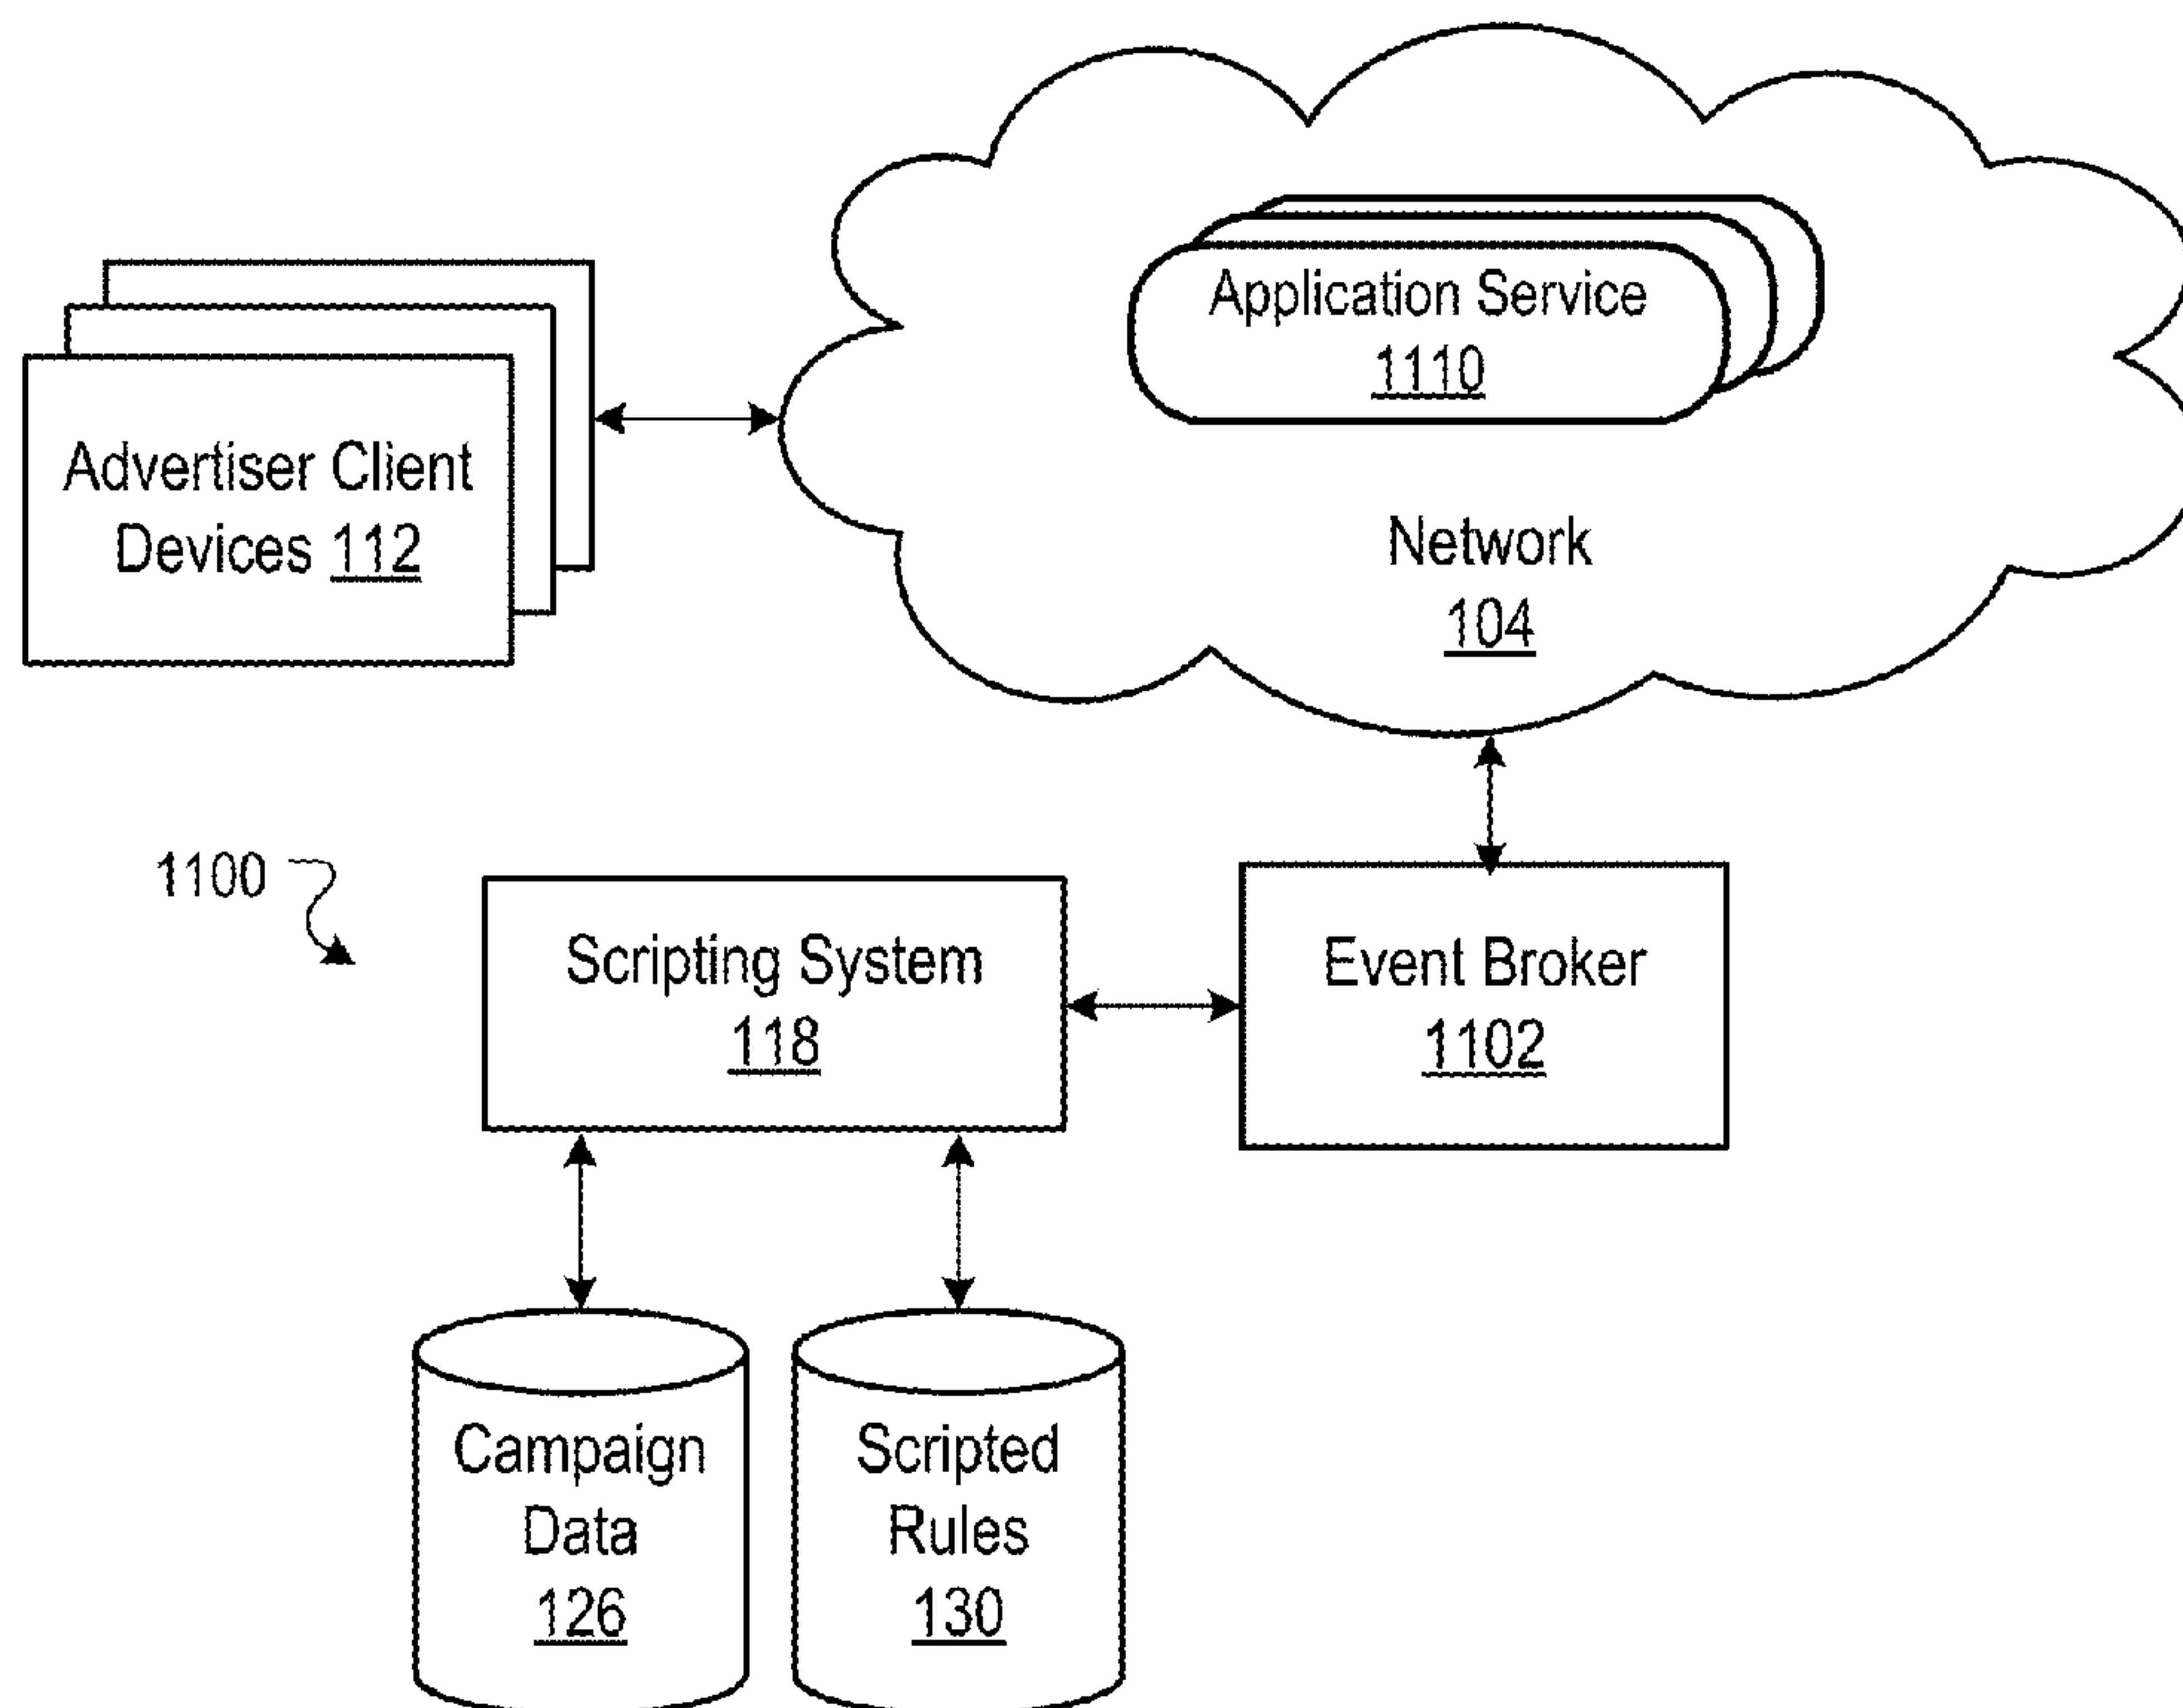 Application Service
1110
Advertiser Client
Devices 112
Network
104
1100
Scripting System
118
Event Broker
1102
Campaign
Data
126
Scripted
Rules
130